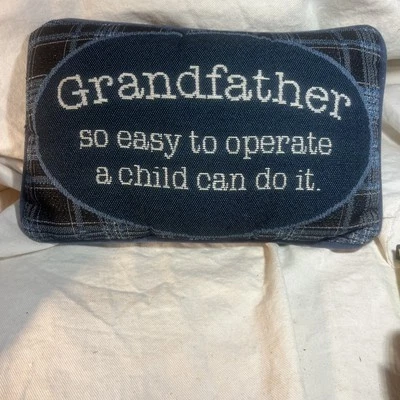 Grandfather
so easy to operate
a child can do it.